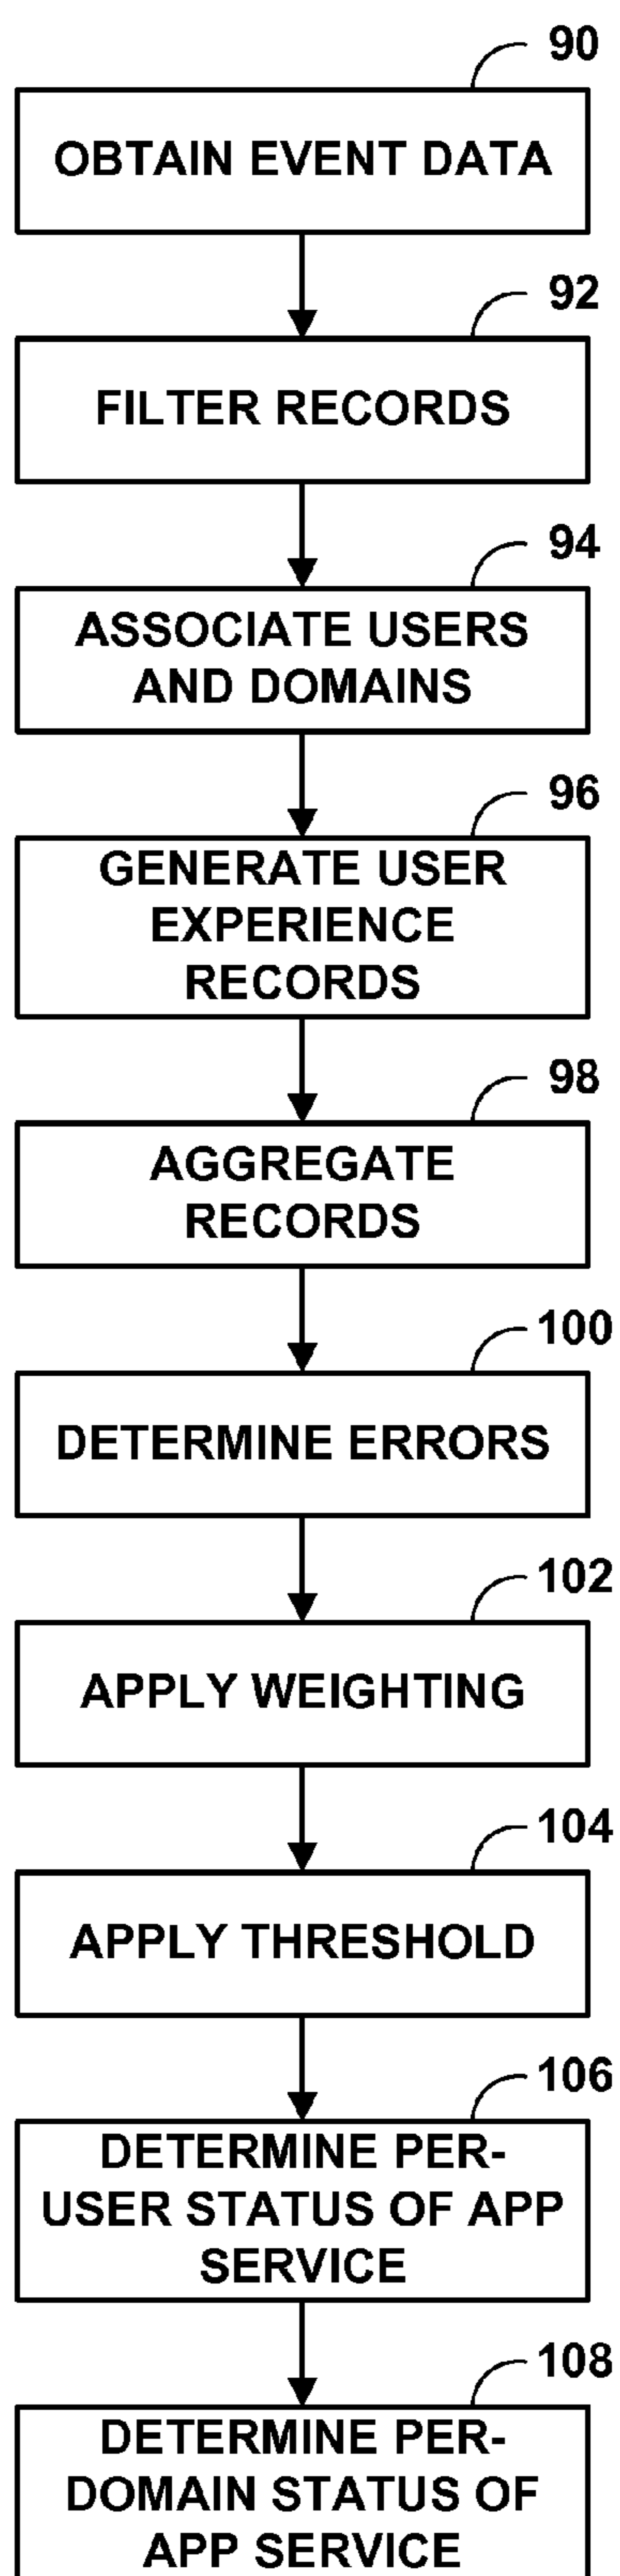 90
OBTAIN EVENT DATA
92
FILTER RECORDS
94
ASSOCIATE USERS
AND DOMAINS
96
GENERATE USER
EXPERIENCE
RECORDS
98
AGGREGATE
RECORDS
100
DETERMINE ERRORS
102
APPLY WEIGHTING
104
APPLY THRESHOLD
106
DETERMINE PER-
USER STATUS OF APP
SERVICE
108
DETERMINE PER-
DOMAIN STATUS OF
APP SERVICE